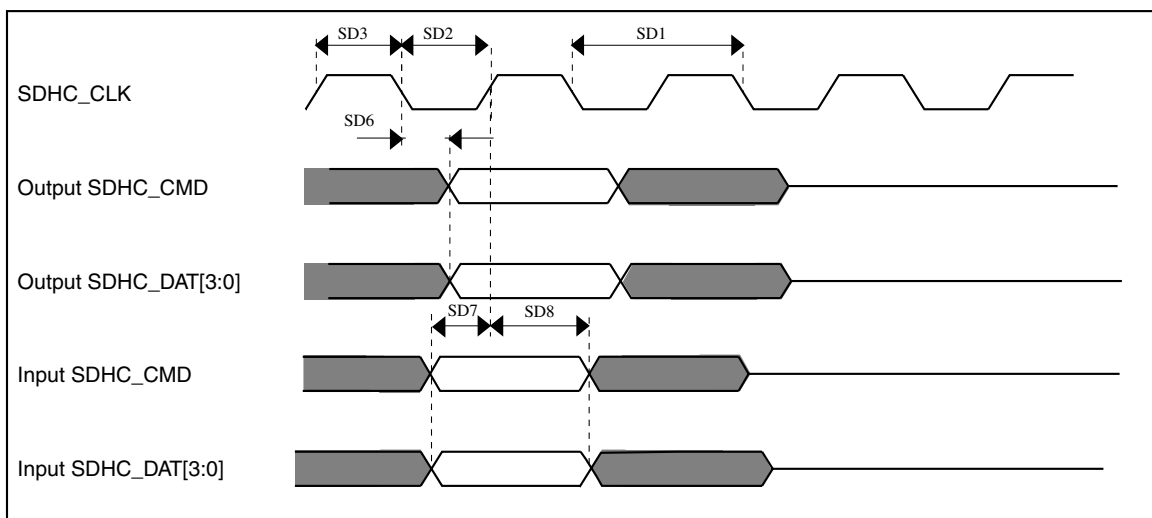 SD3 SD2 SD1
SDHC_CLK
SD6
Output SDHC_CMD
Output SDHC_DAT[3:0]
SD7 SD8
Input SDHC_CMD
Input SDHC_DAT[3:0]